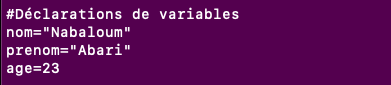 #Déclarations de variables
nom="Nabaloum"
prenom="Abari"
age=23